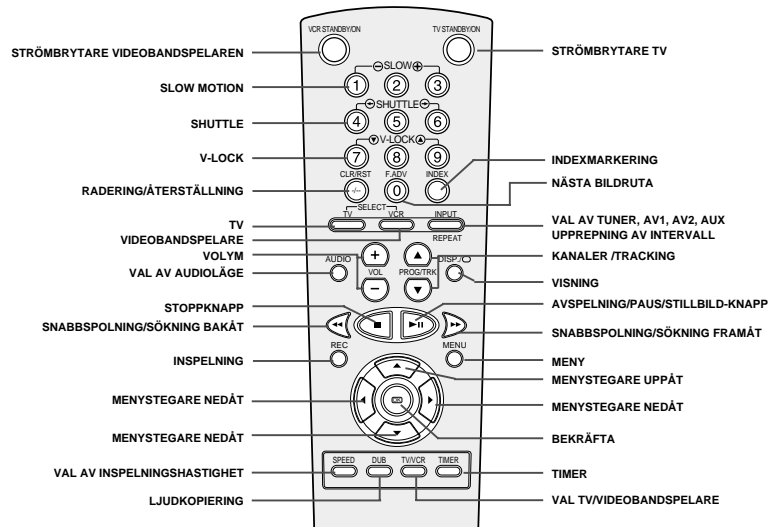 VCR STANDBY/ON
TV STANDBY/ON
STRÖMBRYTARE VIDEOBANDSPELAREN
STRÖMBRYTARE TV
SLOW
SLOW MOTION
1 2 3
SHUTTLE
SHUTTLE
4 5 6
V-LOCK
V-LOCK
7 8 9
INDEXMARKERING
CLR/RST F.ADV INDEX
RADERING/ÅTERSTÄLLNING
-/-- 0
NÄSTA BILDRUTA
SELECT
TV VCR INPUT
TV
VAL AV TUNER, AV1, AV2, AUX
UPPREPNING AV INTERVALL
VIDEOBANDSPELARE
REPEAT
VOLYM
KANALER /TRACKING
AUDIO
+
DISP./
VAL AV AUDIOLÄGE
VOL PROG/TRK
VISNING
−
STOPPKNAPP
AVSPELNING/PAUS/STILLBILD-KNAPP
SNABBSPOLNING/SÖKNING BAKÅT
SNABBSPOLNING/SÖKNING FRAMÅT
REC
MENU
INSPELNING
MENY
MENYSTEGARE UPPÅT
MENYSTEGARE NEDÅT
OK
MENYSTEGARE NEDÅT
MENYSTEGARE NEDÅT
BEKRÄFTA
SPEED DUB TV/VCR TIMER
VAL AV INSPELNINGSHASTIGHET
TIMER
LJUDKOPIERING
VAL TV/VIDEOBANDSPELARE